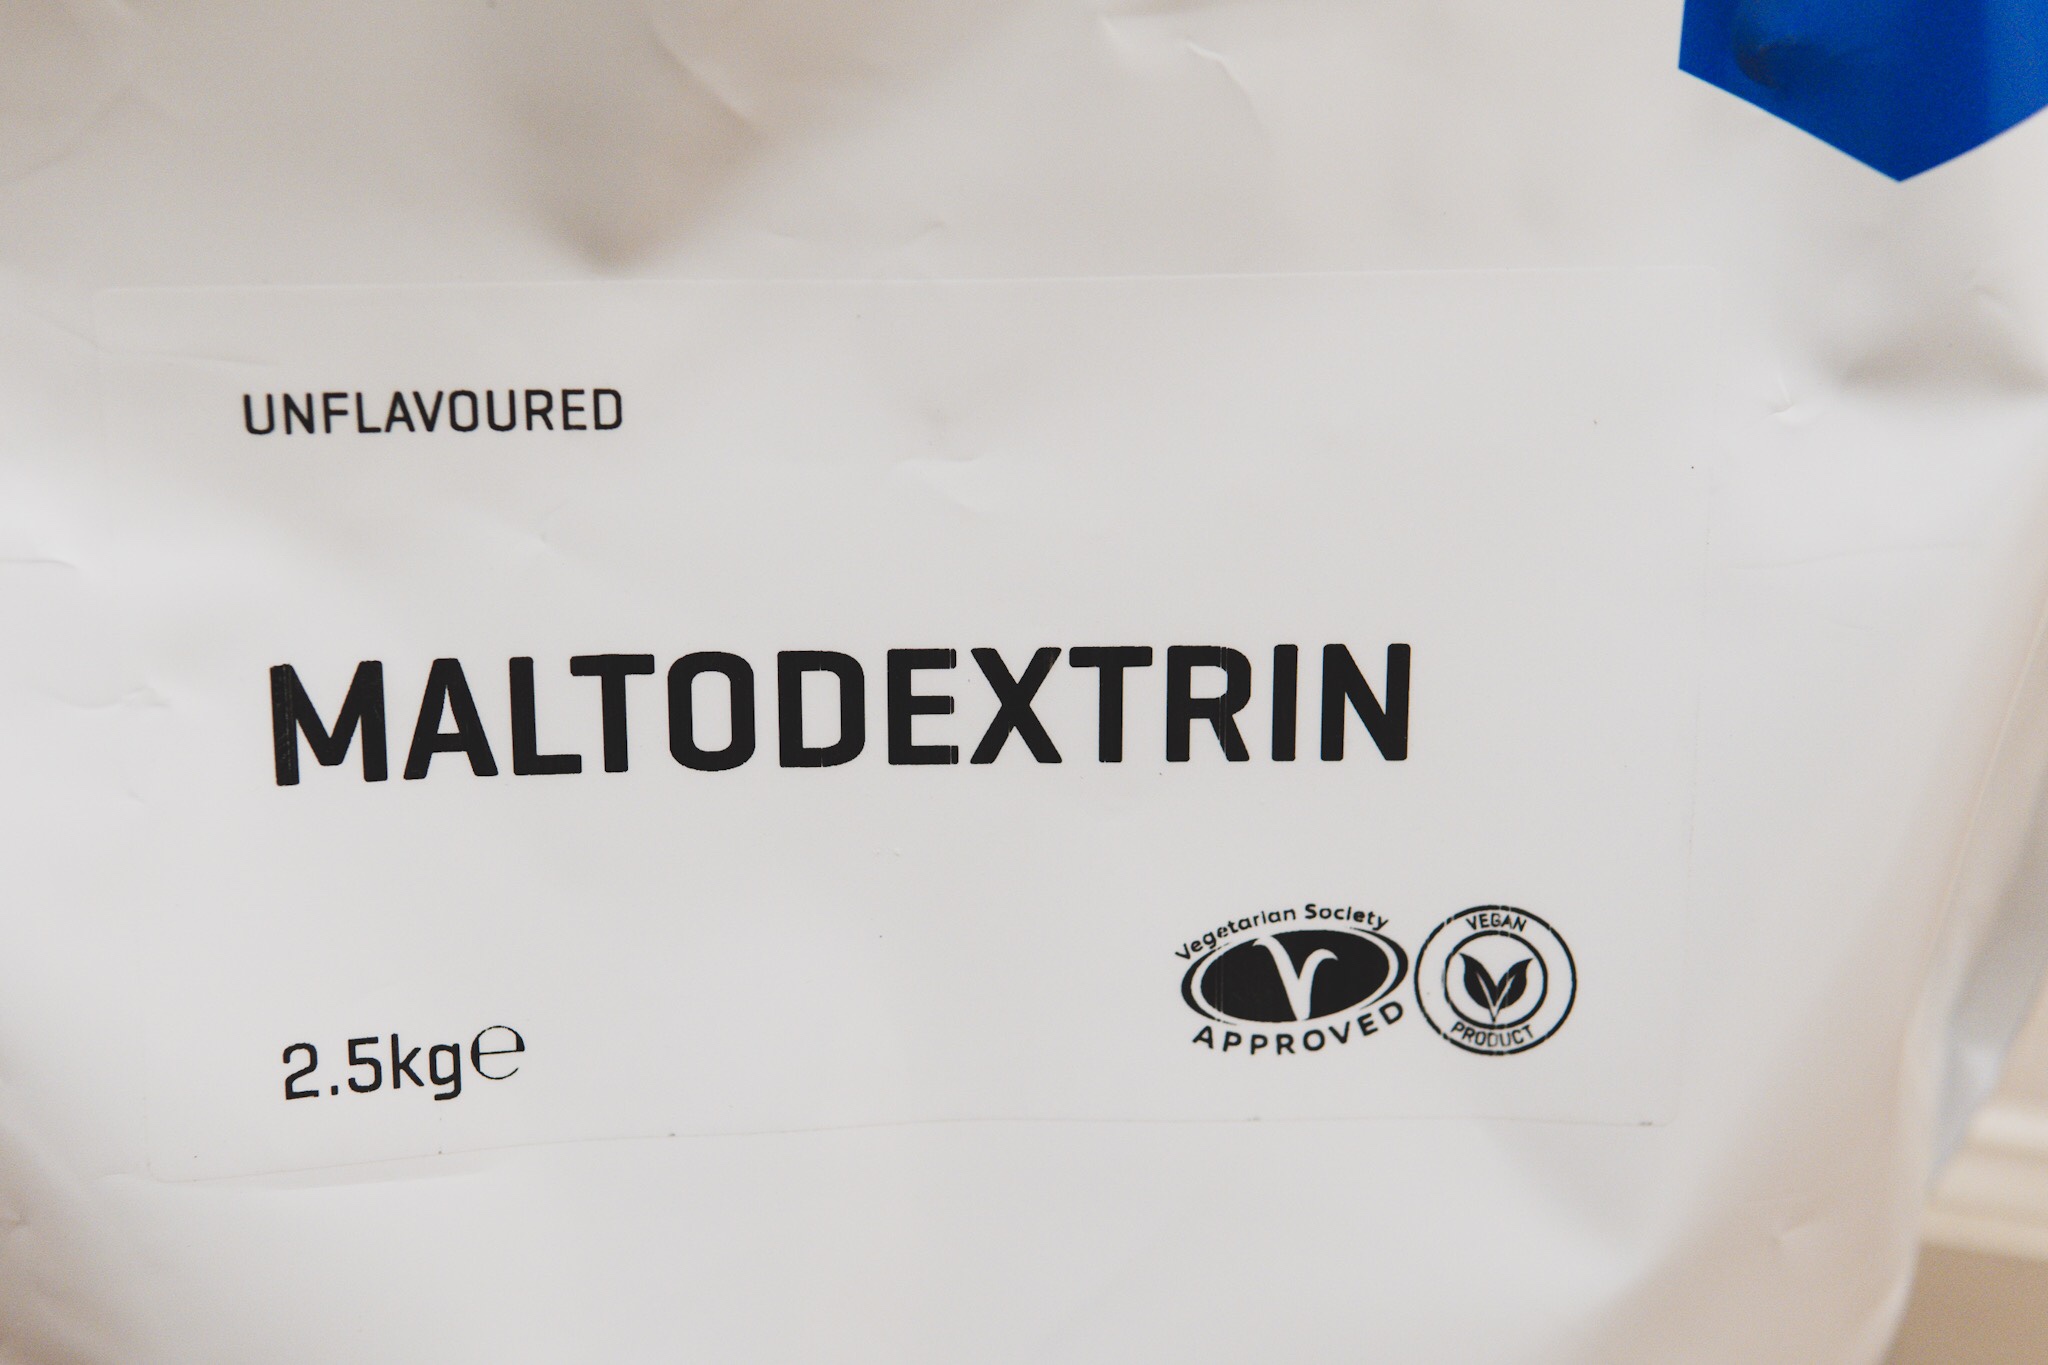 UNFLAVOURED
MALTODEXTRIN
Vegetarian Society
APPROVED
VEGAN
PRODUCT
2.5kg℮